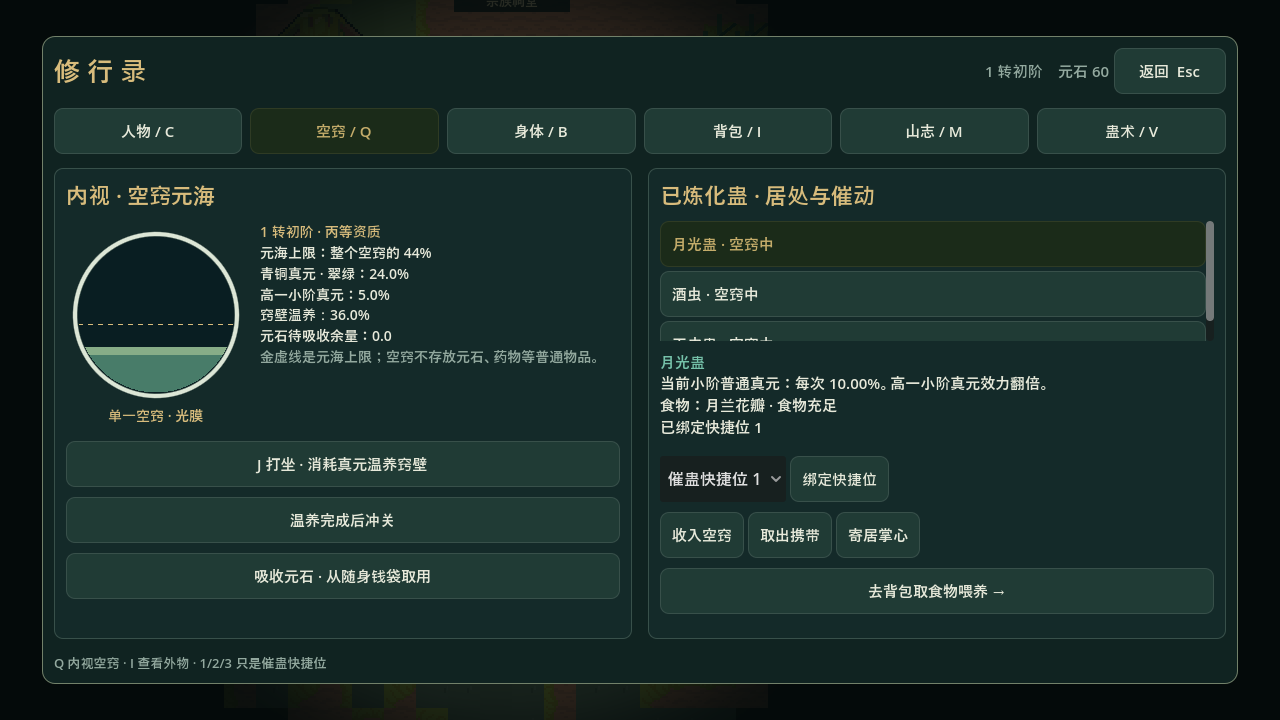 宗族祠堂
修行录
1 转初阶 元石 60 返回 Esc
人物 / C 空窍 / Q 身体 / B 背包 / I 山志 / M 蛊术 / V
内视 · 空窍元海
1 转初阶 · 丙等资质
元海上限：整个空窍的 44%
青铜真元 · 翠绿：24.0%
高一小阶真元：5.0%
窍壁温养：36.0%
元石待吸收余量：0.0
金虚线是元海上限；空窍不存放元石、药物等普通物品。
单一空窍 · 光膜
J 打坐 · 消耗真元温养窍壁
温养完成后冲关
吸收元石 · 从随身钱袋取用
已炼化蛊 · 居处与催动
月光蛊 · 空窍中
酒虫 · 空窍中
月光蛊
当前小阶普通真元：每次 10.00%。高一小阶真元效力翻倍。
食物：月兰花瓣 · 食物充足
已绑定快捷位 1
催蛊快捷位 1 绑定快捷位
收入空窍 取出携带 寄居掌心
去背包取食物喂养 →
Q 内视空窍 · I 查看外物 · 1/2/3 只是催蛊快捷位